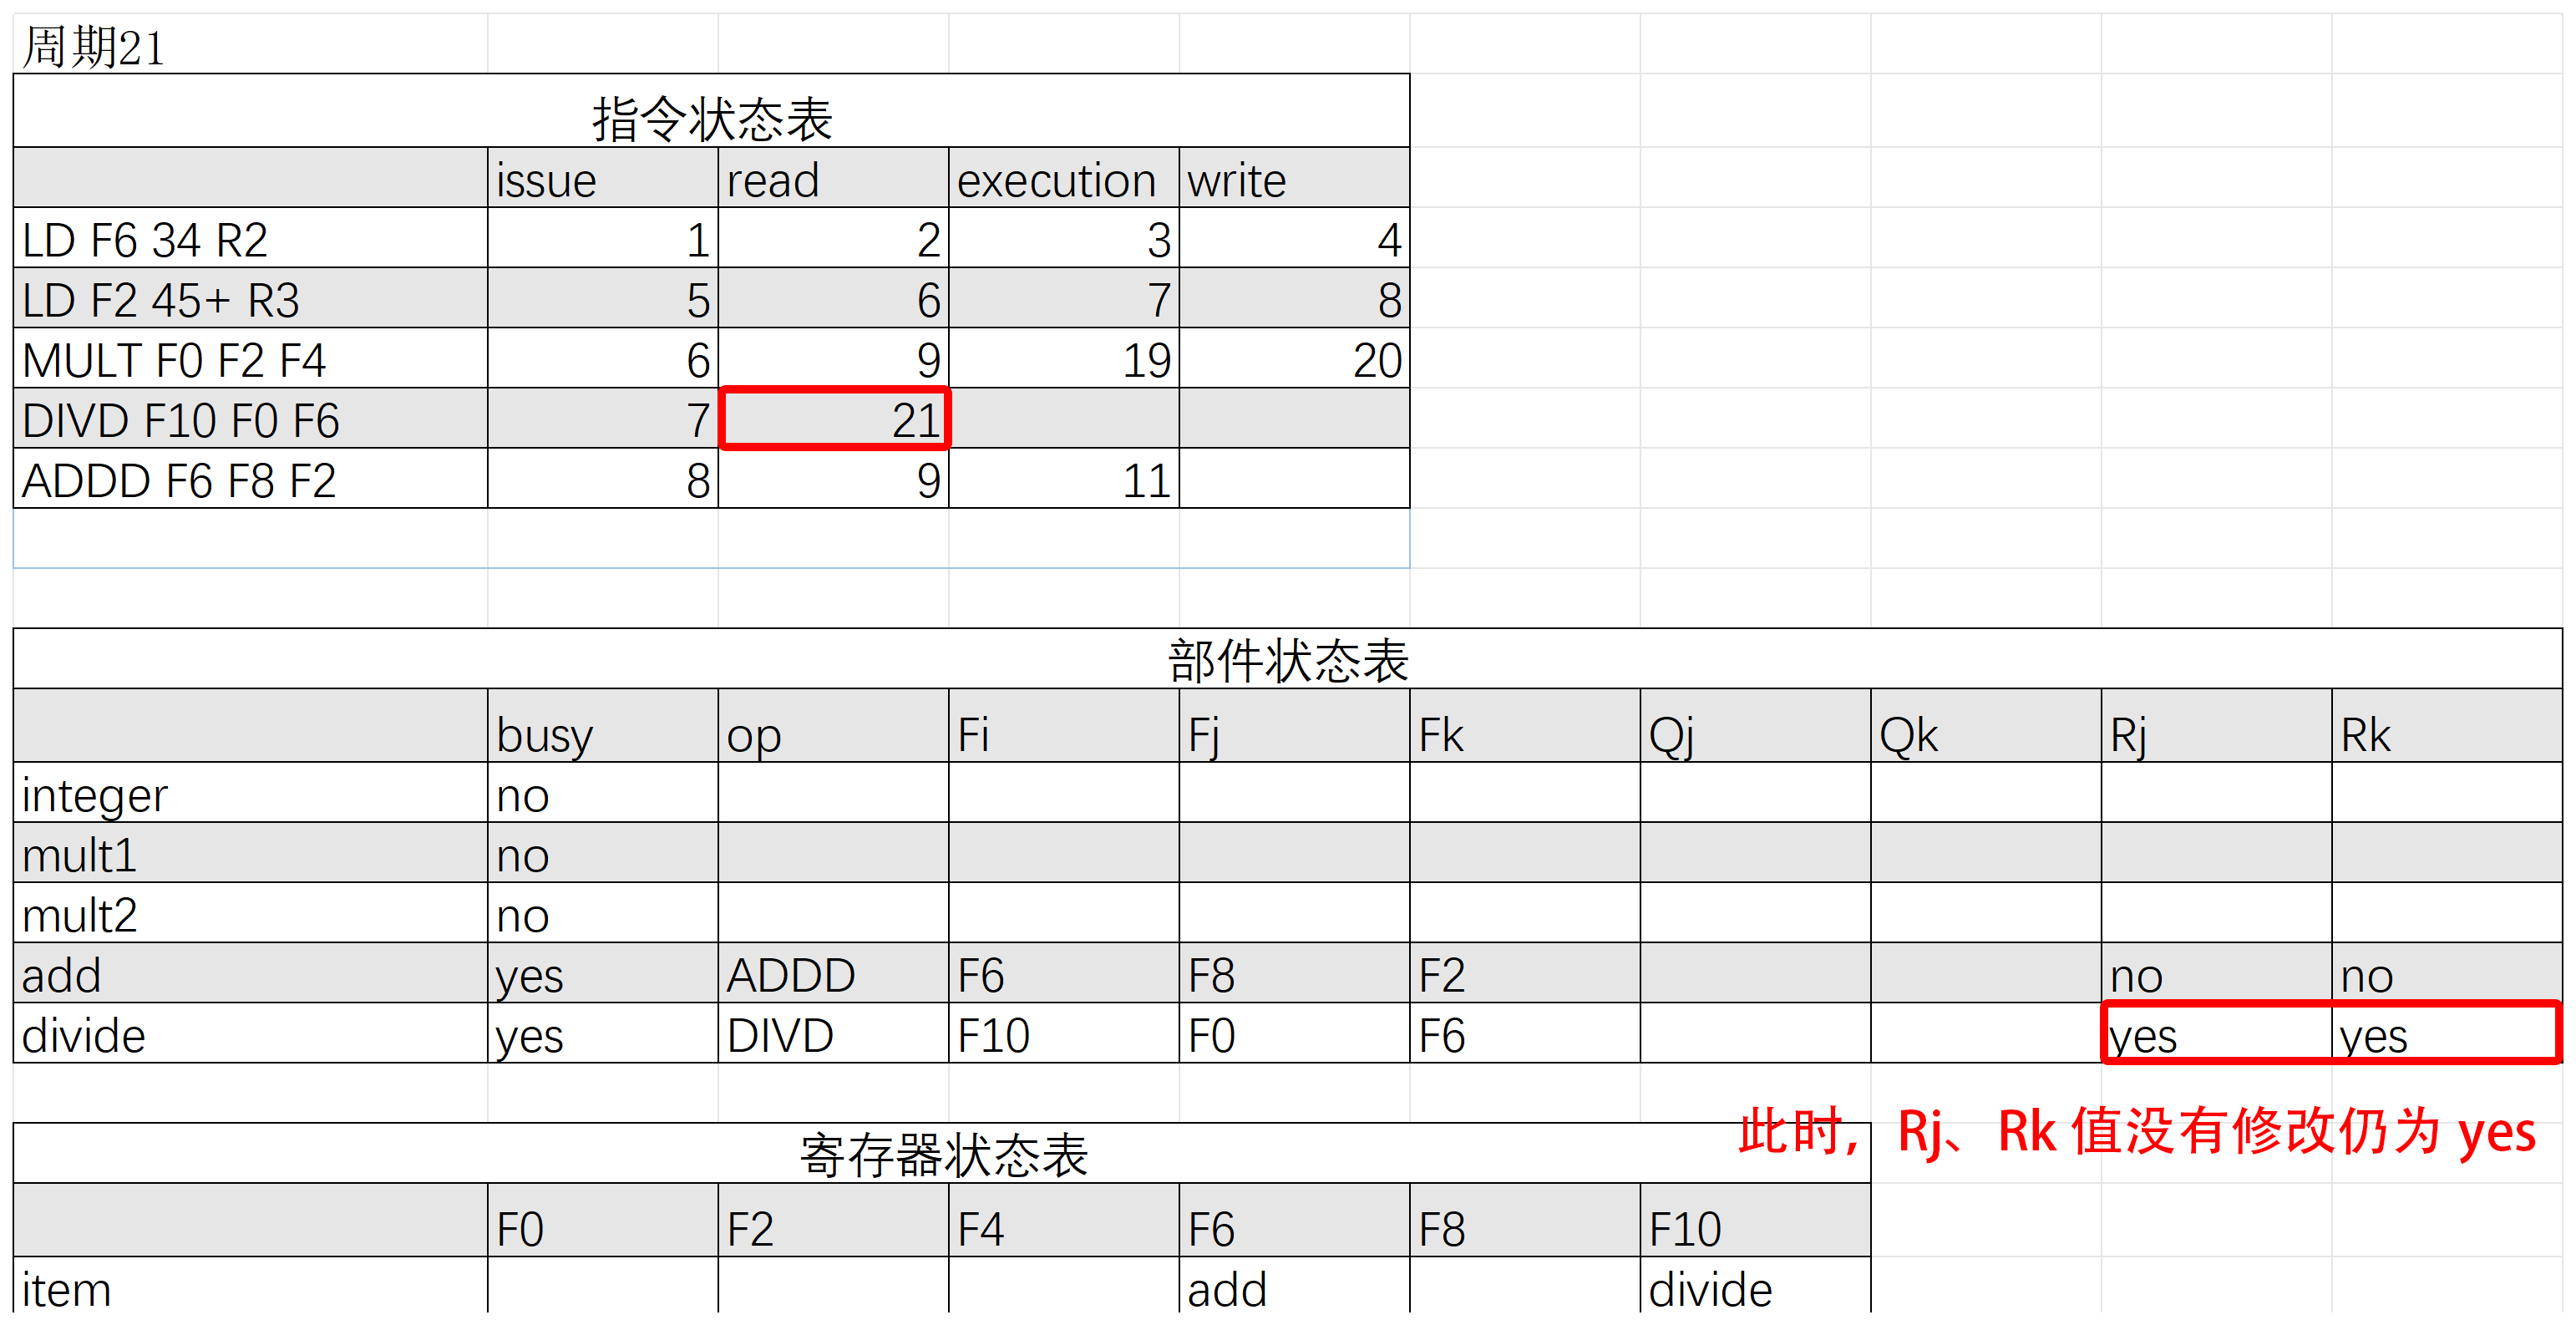 周期21
指令状态表
issue read execution write
LD F6 34 R2 1 2 3 4
LD F2 45+ R3 5 6 7 8
MULT F0 F2 F4 6 9 19 20
DIVD F10 F0 F6 7 21
ADDD F6 F8 F2 8 9 11
部件状态表
busy op Fi Fj Fk Qj Qk Rj Rk
integer no
mult1 no
mult2 no
add yes ADDD F6 F8 F2 no no
divide yes DIVD F10 F0 F6 yes yes
此时，Rj、Rk 值没有修改仍为 yes
寄存器状态表
F0 F2 F4 F6 F8 F10
item add divide